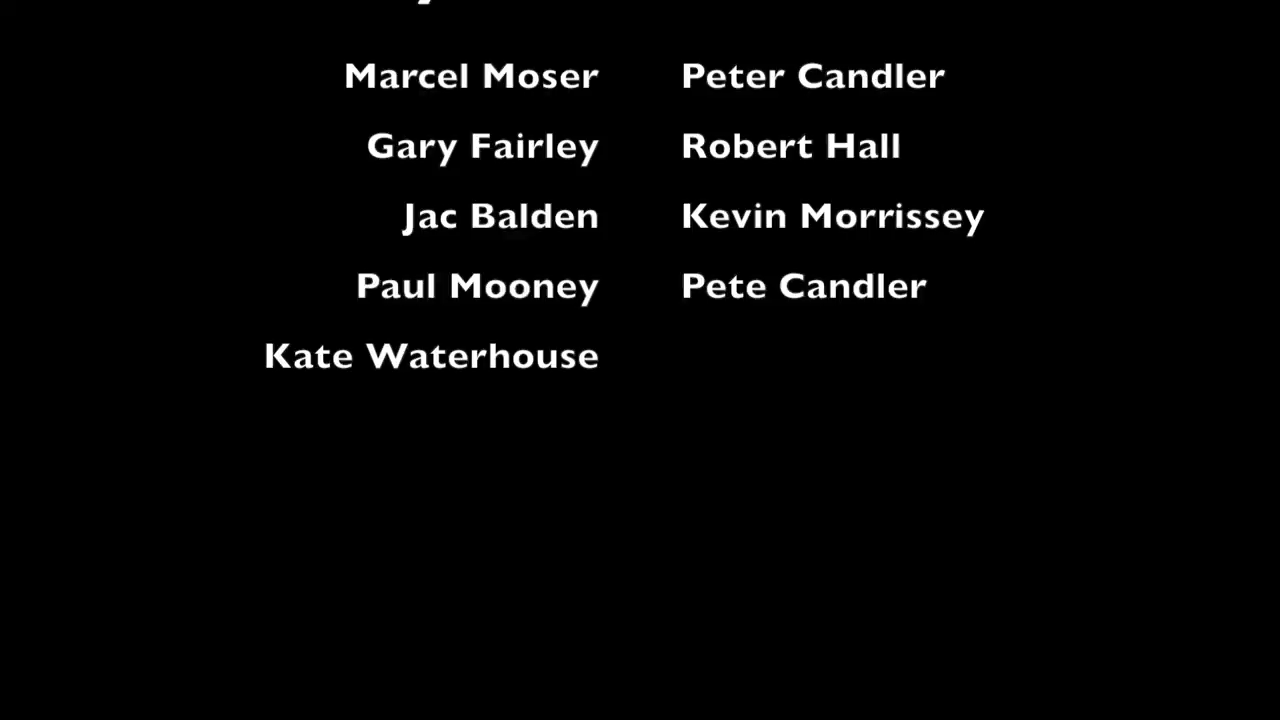 Marcel Moser Peter Candler
Gary Fairley Robert Hall
Jac Balden Kevin Morrissey
Paul Mooney Pete Candler
Kate Waterhouse